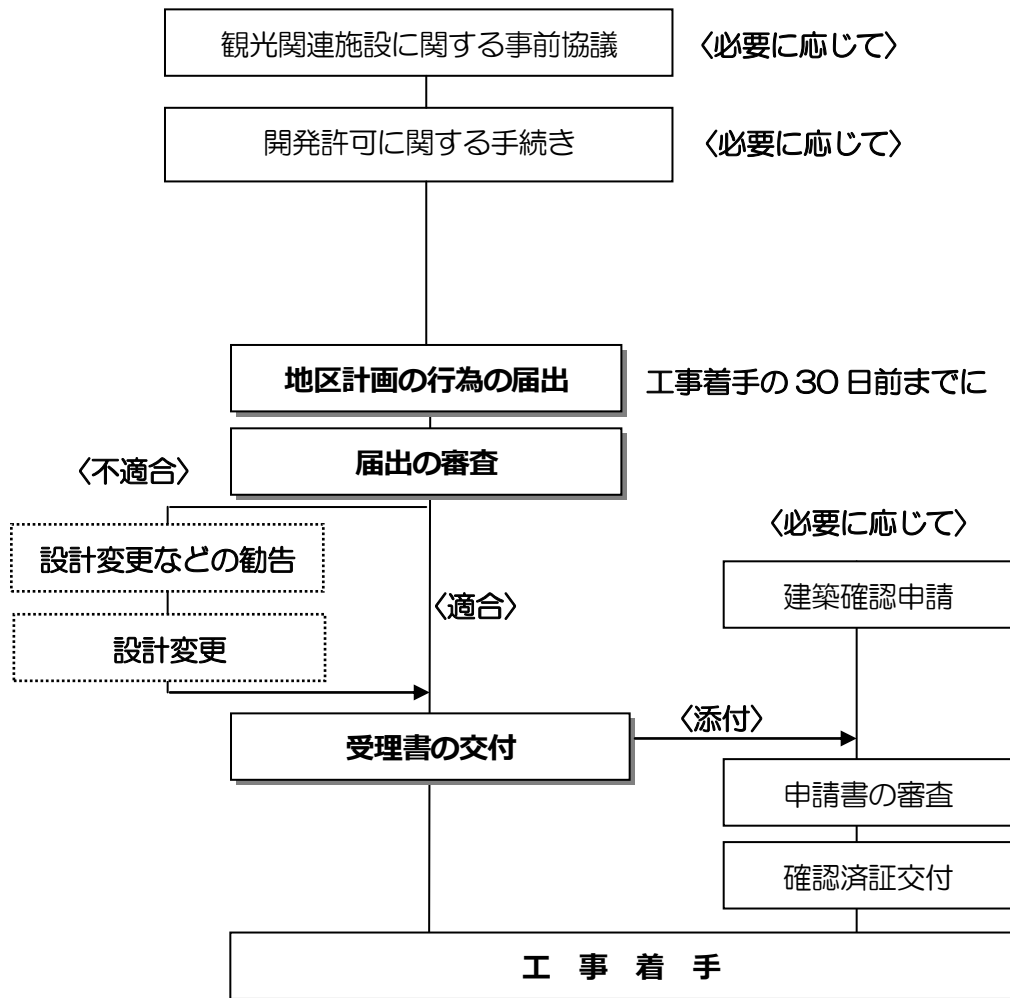 観光関連施設に関する事前協議
〈必要に応じて〉
開発許可に関する手続き
〈必要に応じて〉
地区計画の行為の届出
工事着手の 30 日前までに
届出の審査
〈不適合〉
〈必要に応じて〉
設計変更などの勧告
建築確認申請
〈適合〉
設計変更
〈添付〉
受理書の交付
申請書の審査
確認済証交付
工 事 着 手